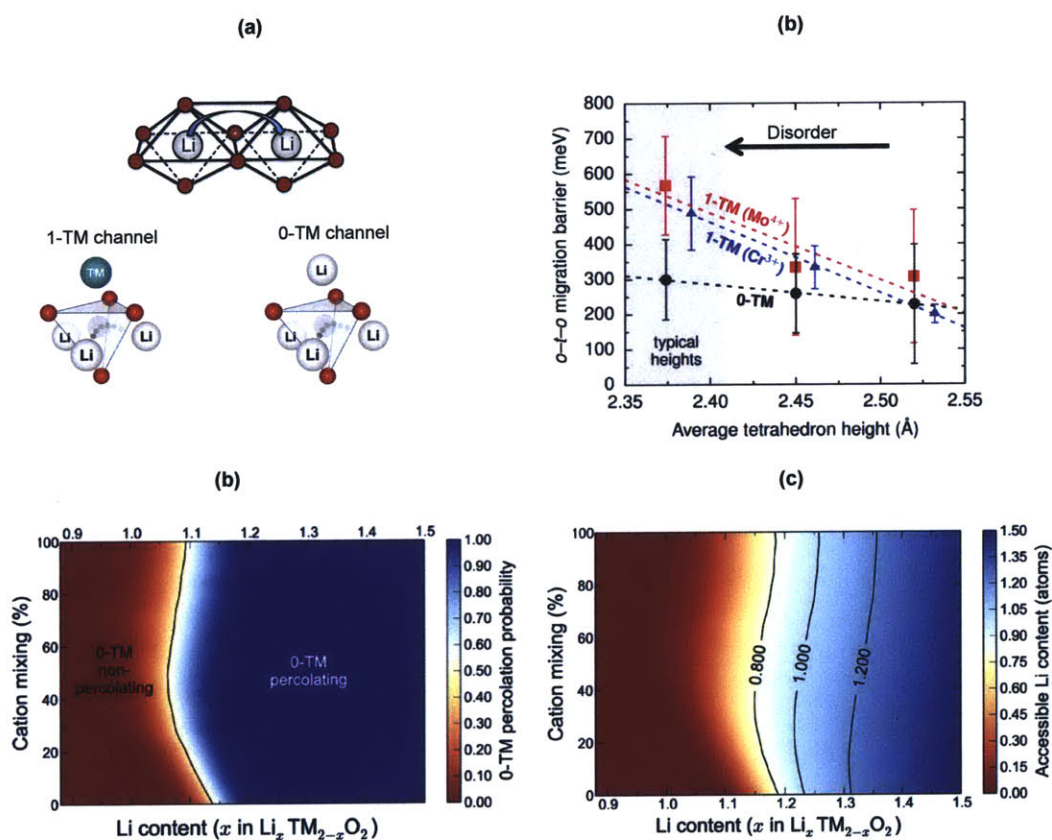 (a)
Li
Li
1-TM channel
0-TM channel
TM
Li
Li
Li
Li
Li
Li
Li
(b)
800
700
600
500
400
300
200
100
0
o–t–o migration barrier (meV)
Disorder
1-TM (Mo4+)
1-TM (Cr3+)
0-TM
typical
heights
2.35
2.45
2.50
2.55
Average tetrahedron height (Å)
(b)
0.9 1.0 1.1 1.2 1.3 1.4 1.5
100
80
60
40
20
0
Cation mixing (%)
0-TM
non-
percolating
0-TM
percolating
1.00
0.90
0.80
0.70
0.60
0.50
0.40
0.30
0.20
0.10
0.00
0-TM percolation probability
Li content (x in LixTM2−xO2)
(c)
100
80
60
40
20
0
Cation mixing (%)
0.800
1.000
1.200
0.9 1.0 1.1 1.2 1.3 1.4 1.5
1.50
1.35
1.20
1.05
0.90
0.75
0.60
0.45
0.30
0.15
0.00
Accessible Li content (atoms)